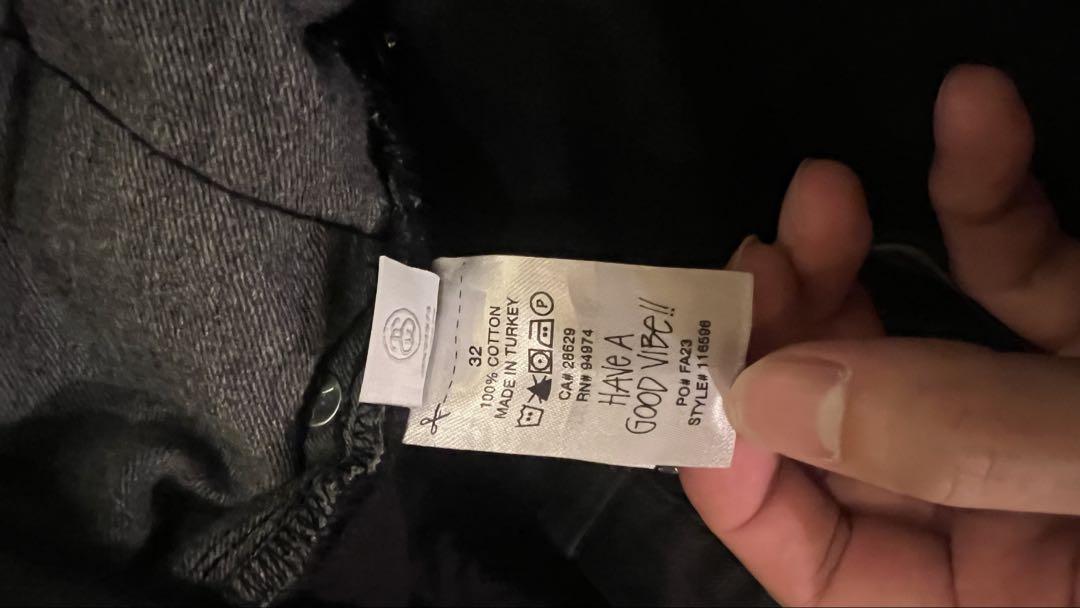 32
100% COTTON
MADE IN TURKEY
P
CA# 28629
RN# 94974
HAVE A
GOOD VIBE!!
PO# FA23
STYLE# 116596